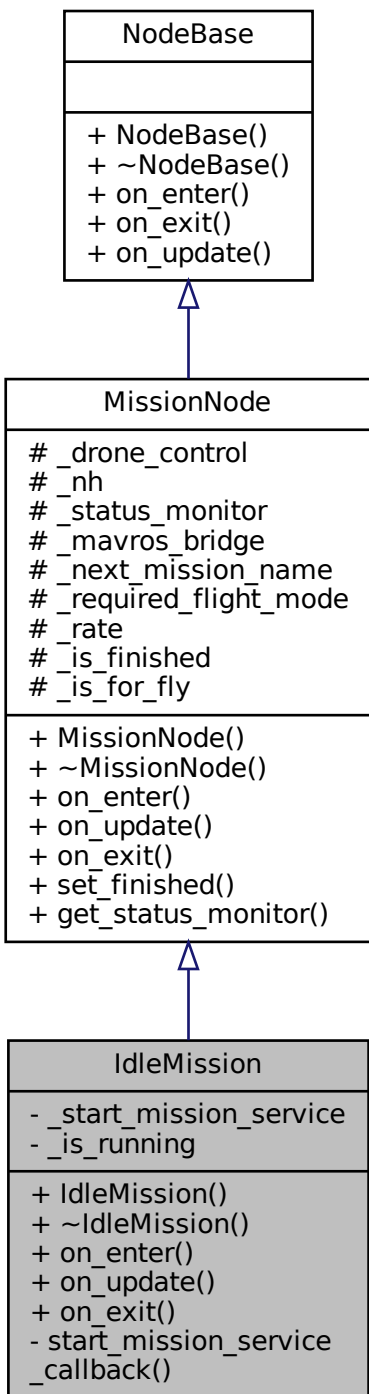 NodeBase
+ NodeBase()
+ ~NodeBase()
+ on_enter()
+ on_exit()
+ on_update()
MissionNode
# _drone_control
# _nh
# _status_monitor
# _mavros_bridge
# _next_mission_name
# _required_flight_mode
# _rate
# _is_finished
# _is_for_fly
+ MissionNode()
+ ~MissionNode()
+ on_enter()
+ on_update()
+ on_exit()
+ set_finished()
+ get_status_monitor()
IdleMission
- _start_mission_service
- _is_running
+ IdleMission()
+ ~IdleMission()
+ on_enter()
+ on_update()
+ on_exit()
- start_mission_service
_callback()